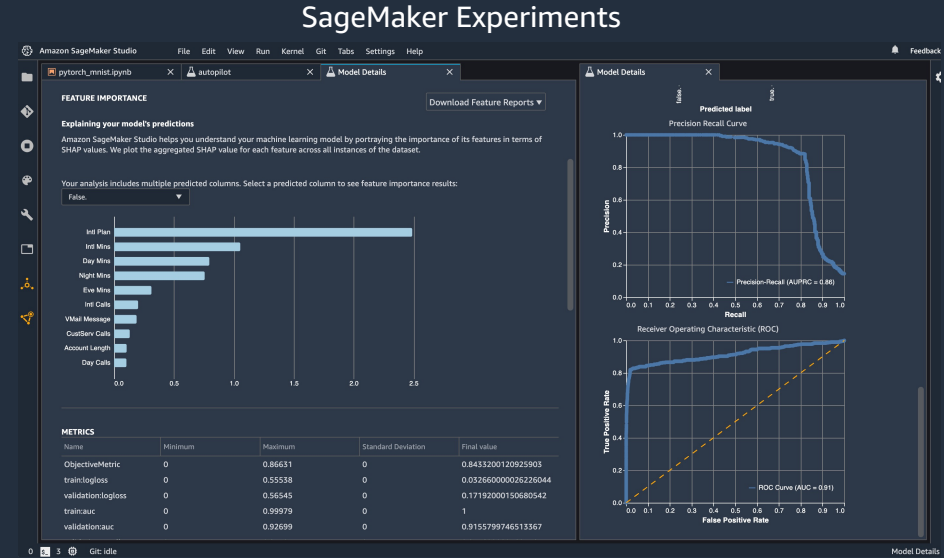 SageMaker Experiments
Amazon SageMaker Studio File Edit View Run Kernel Git Tabs Settings Help Feedback
pytorch_mnist.ipynb × autopilot × Model Details ×
FEATURE IMPORTANCE
Download Feature Reports ▾
Explaining your model's predictions
Amazon SageMaker Studio helps you understand your machine learning model by portraying the importance of its features in terms of
SHAP values. We plot the aggregated SHAP value for each feature across all instances of the dataset.
Your analysis includes multiple predicted columns. Select a predicted column to see feature importance results:
False. ▾
Intl Plan
Intl Mins
Day Mins
Night Mins
Eve Mins
Intl Calls
VMail Message
CustServ Calls
Account Length
Day Calls
0.0 0.5 1.0 1.5 2.0 2.5
METRICS
Name Minimum Maximum Standard Deviation Final value
ObjectiveMetric 0 0.86631 0 0.8433200120925903
train:logloss 0 0.55538 0 0.032660000026226044
validation:logloss 0 0.56545 0 0.17192000150680542
train:auc 0 0.99979 0 1
validation:auc 0 0.92699 0 0.9155799746513367
Model Details ×
false.
true.
Predicted label
Precision Recall Curve
Precision
1.0
0.8
0.6
0.4
0.2
0.0
Precision-Recall (AUPRC = 0.86)
0.0 0.1 0.2 0.3 0.4 0.5 0.6 0.7 0.8 0.9 1.0
Recall
Receiver Operating Characteristic (ROC)
True Positive Rate
1.0
0.8
0.6
0.4
0.2
0.0
ROC Curve (AUC = 0.91)
0.0 0.1 0.2 0.3 0.4 0.5 0.6 0.7 0.8 0.9 1.0
False Positive Rate
0 3 Git: idle Model Details